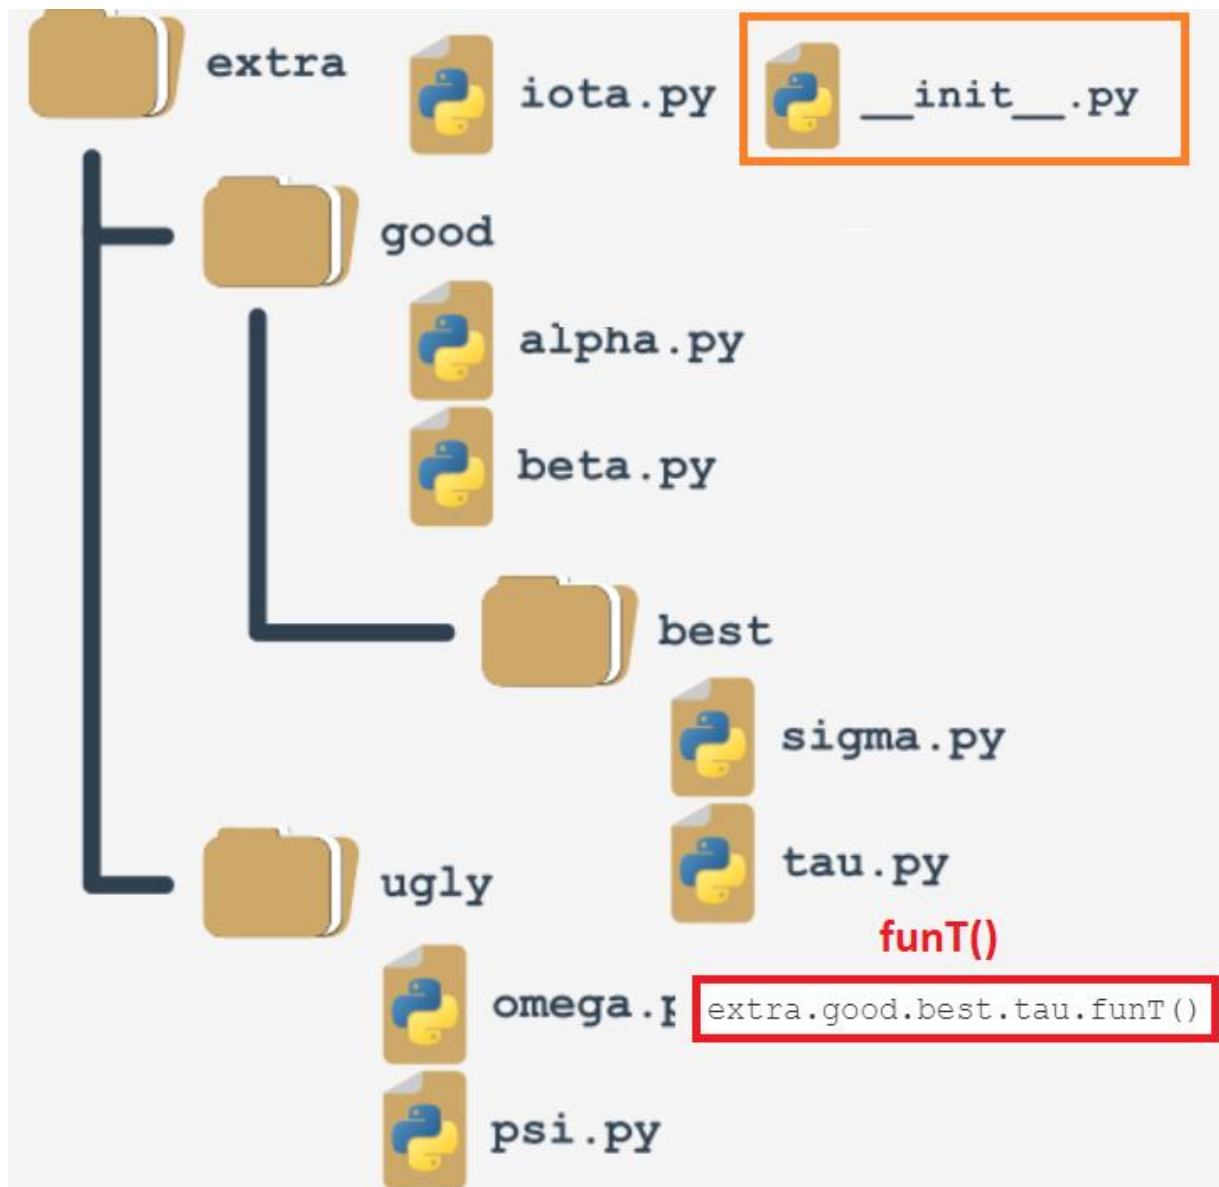 extra
iota.py
__init__.py
good
alpha.py
beta.py
best
sigma.py
tau.py
ugly
funT()
omega.p
extra.good.best.tau.funT()
psi.py